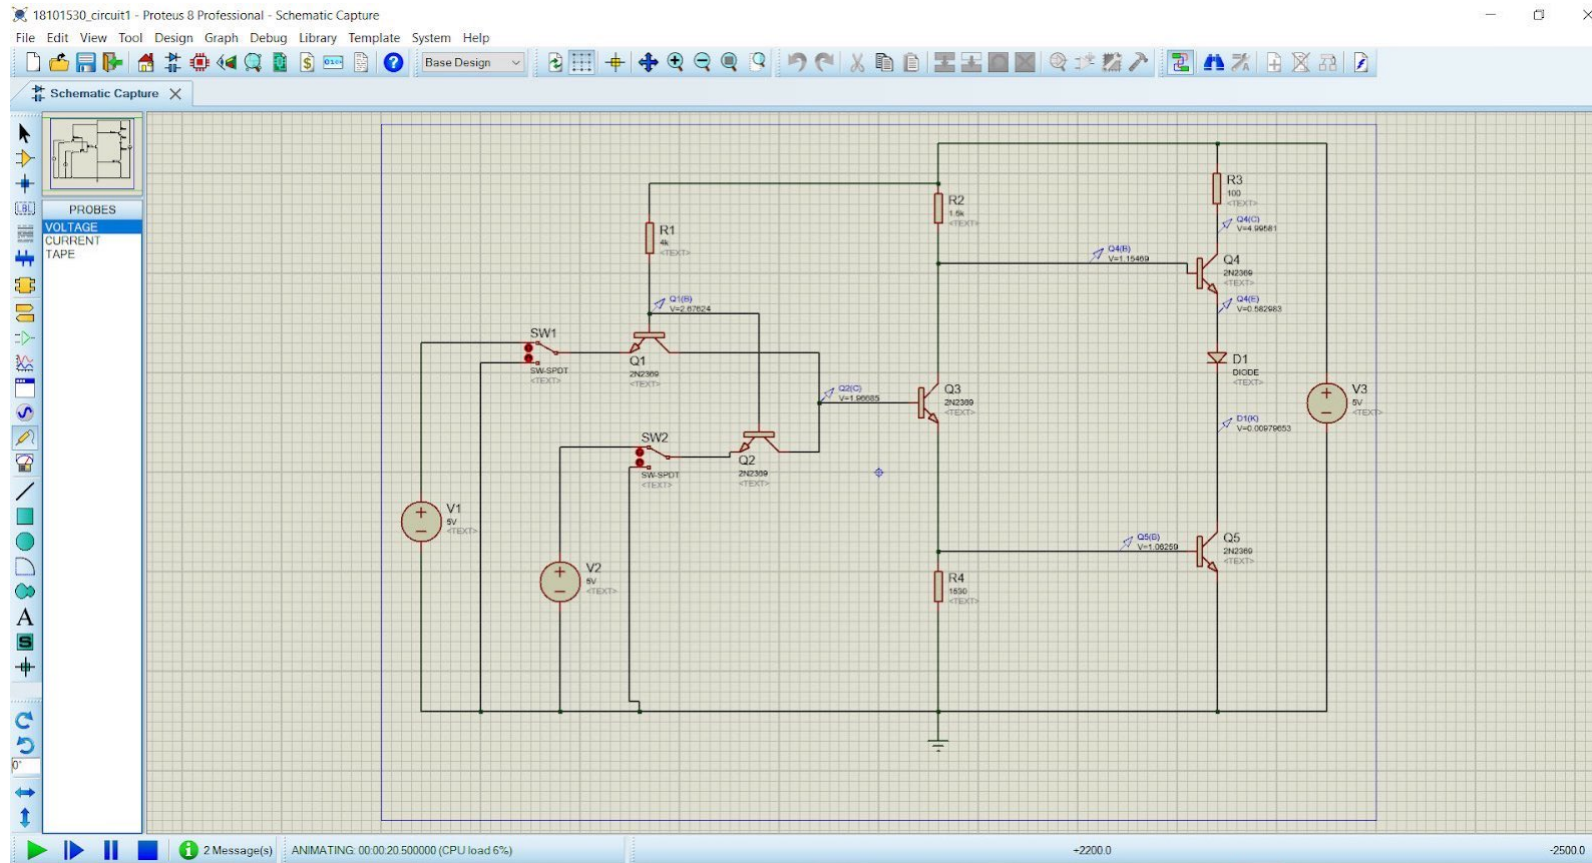 18101530_circuit1 - Proteus 8 Professional - Schematic Capture
File Edit View Tool Design Graph Debug Library Template System Help
Base Design
Schematic Capture
PROBES
VOLTAGE
CURRENT
TAPE
R1
4k
<TEXT>
R2
1.5k
<TEXT>
R3
100
<TEXT>
Q4(C)
V=4.99581
Q4(B)
V=1.15469
Q4
2N2369
<TEXT>
Q4(E)
V=0.582983
Q1(B)
V=2.67624
SW1
SW-SPDT
<TEXT>
Q1
2N2369
<TEXT>
D1
DIODE
<TEXT>
Q2(C)
V=1.96685
Q3
2N2369
<TEXT>
V3
5V
<TEXT>
D1(K)
V=0.00979653
SW2
SW-SPDT
<TEXT>
Q2
2N2369
<TEXT>
V1
5V
<TEXT>
Q5(B)
V=1.06259
Q5
2N2369
<TEXT>
V2
5V
<TEXT>
R4
1530
<TEXT>
0°
2 Message(s)
ANIMATING: 00:00:20.500000 (CPU load 6%)
+2200.0
-2500.0